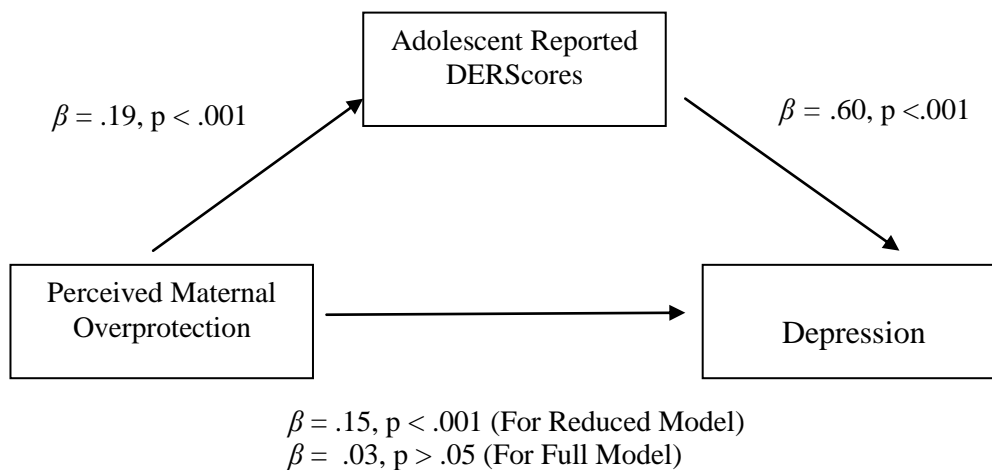 Adolescent Reported
DERScores
β = .19, p < .001
β = .60, p <.001
Perceived Maternal
Overprotection
Depression
β = .15, p < .001 (For Reduced Model)
β = .03, p > .05 (For Full Model)